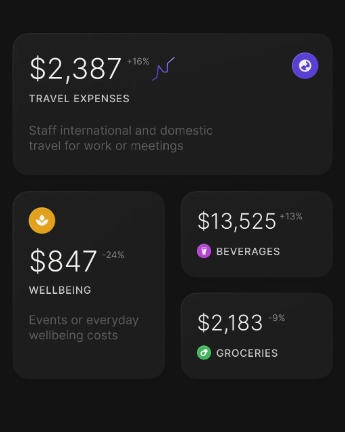 $2,387 +16%
TRAVEL EXPENSES
Staff international and domestic
travel for work or meetings
$847 -24%
WELLBEING
Events or everyday
wellbeing costs
$13,525 +13%
BEVERAGES
$2,183 -9%
GROCERIES